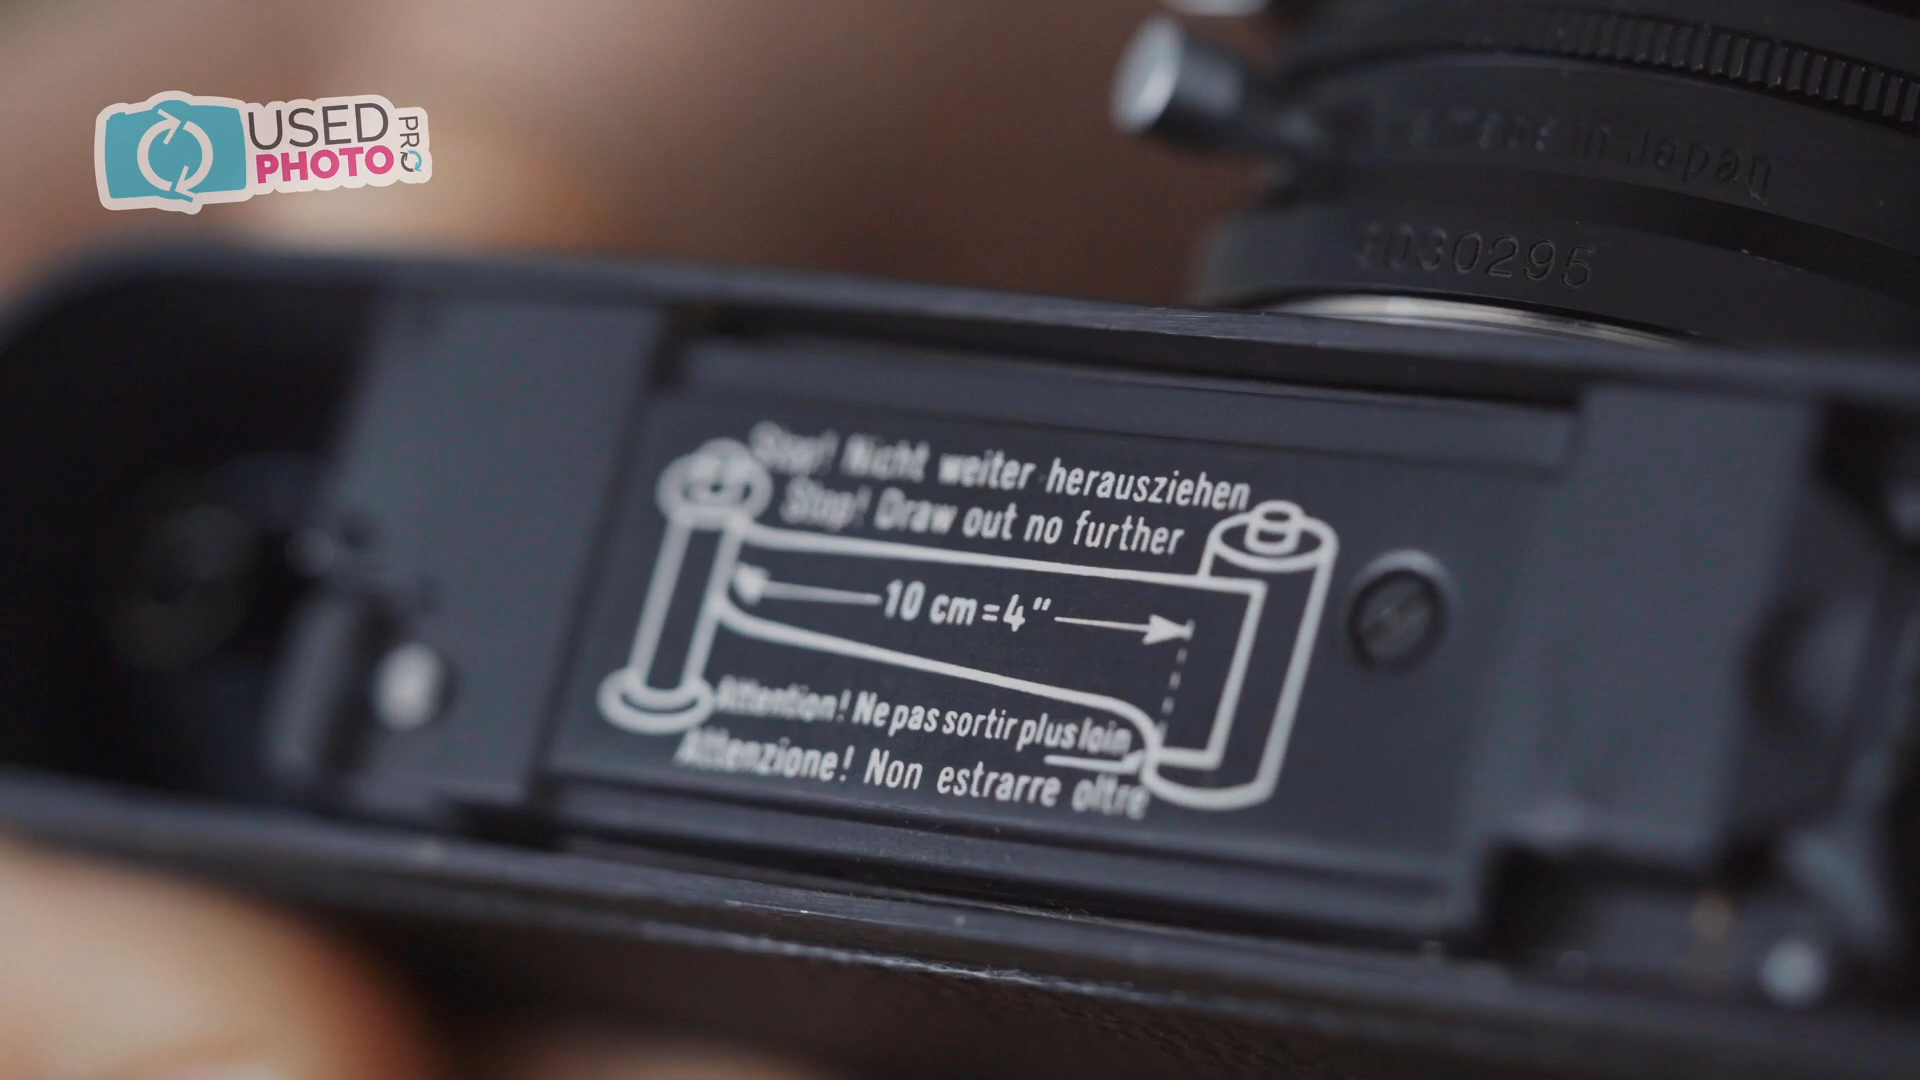 USED
PHOTO
PRO
made in Japan
9030295
Stop! Nicht weiter herausziehen
Stop! Draw out no further
10 cm=4"
Attention! Ne pas sortir plus loin
Attenzione! Non estrarre oltre